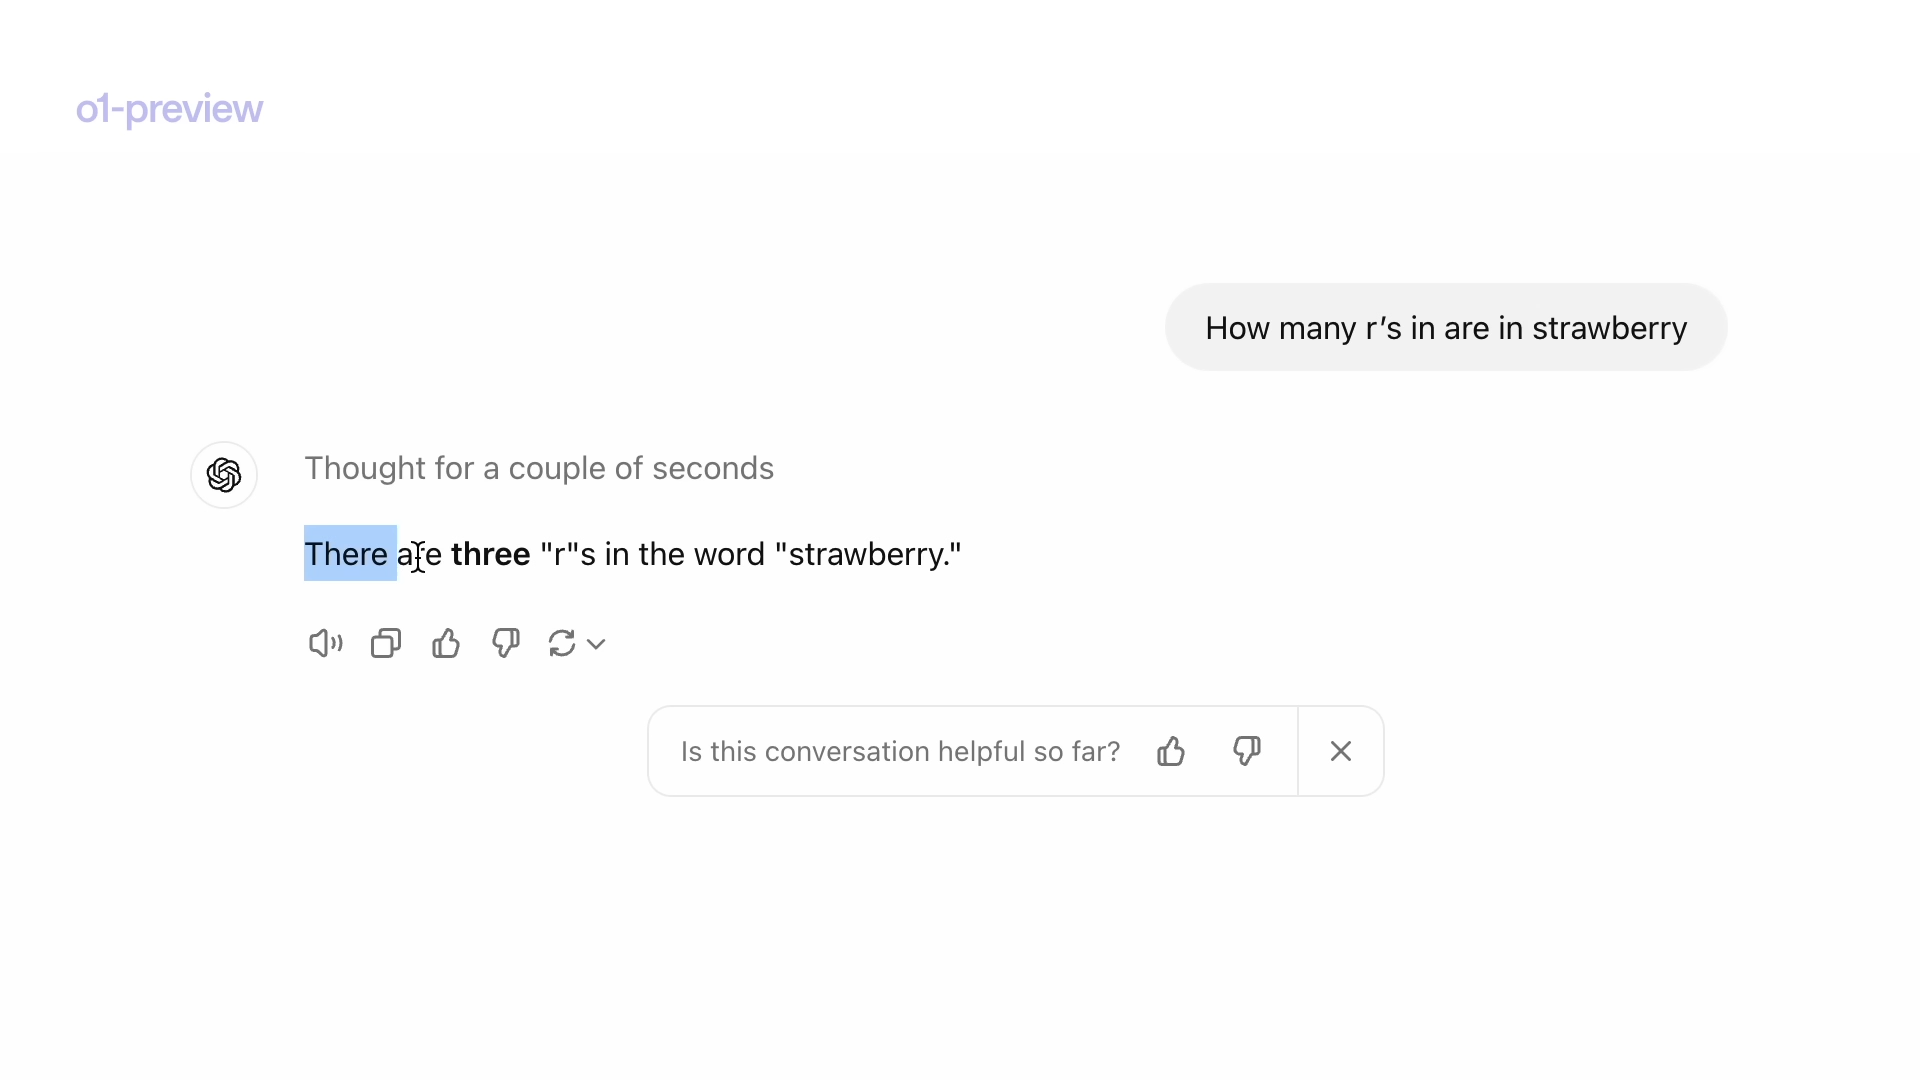 o1-preview
How many r’s in are in strawberry
Thought for a couple of seconds
There are three "r"s in the word "strawberry."
Is this conversation helpful so far?